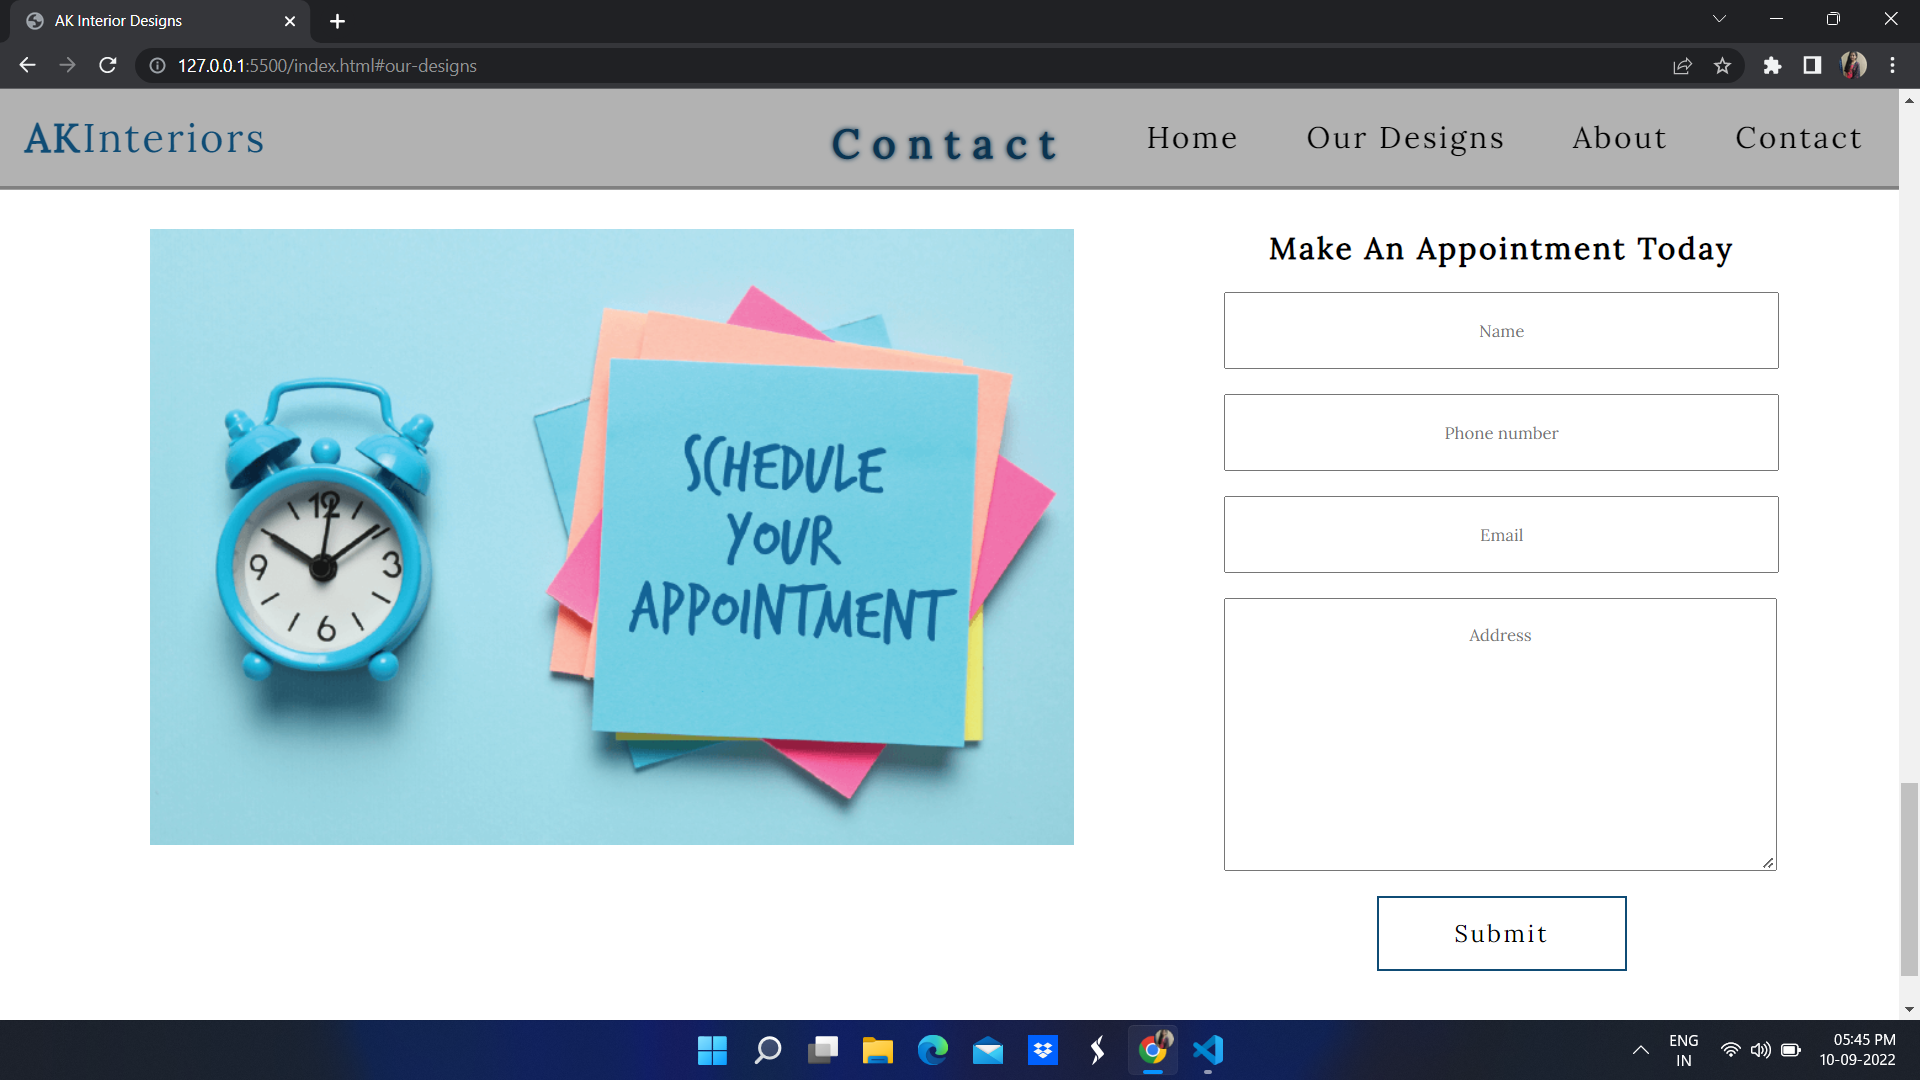 AK Interior Designs
127.0.0.1:5500/index.html#our-designs
AKInteriors
Contact
Home
Our Designs
About
Contact
SCHEDULE
YOUR
APPOINTMENT
12
3
6
9
Make An Appointment Today
Name
Phone number
Email
Address
Submit
ENG
IN
05:45 PM
10-09-2022